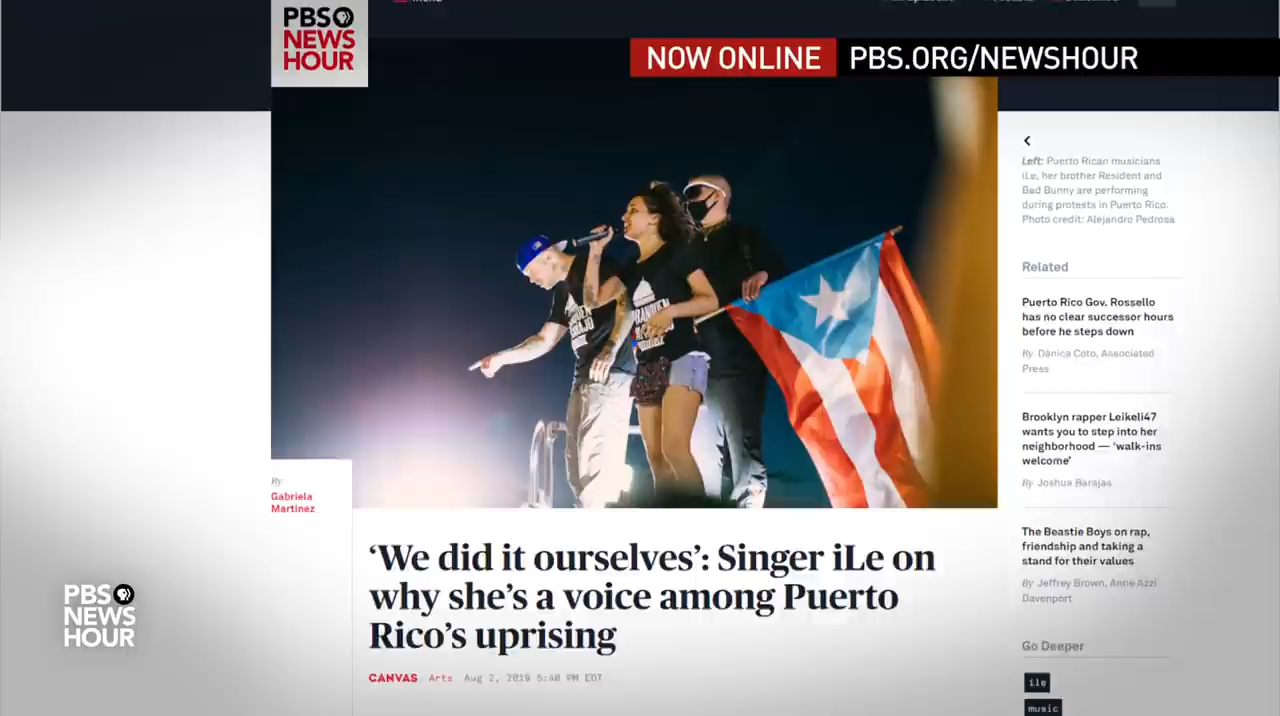 PBS
NEWS
HOUR
NOW ONLINE
PBS.ORG/NEWSHOUR
Left: Puerto Rican musicians
iLe, her brother Resident and
Bad Bunny are performing
during protests in Puerto Rico.
Photo credit: Alejandro Pedrosa
Related
Puerto Rico Gov. Rossello
has no clear successor hours
before he steps down
By Dánica Coto, Associated
Press
Brooklyn rapper Leikeli47
wants you to step into her
neighborhood — ‘walk-ins
welcome’
By Joshua Barajas
The Beastie Boys on rap,
friendship and taking a
stand for their values
By Jeffrey Brown, Anne Azzi
Davenport
Go Deeper
ile
music
By
Gabriela
Martinez
‘We did it ourselves’: Singer iLe on
why she’s a voice among Puerto
Rico’s uprising
CANVAS Arts Aug 2, 2019 5:40 PM EDT
PBS
NEWS
HOUR